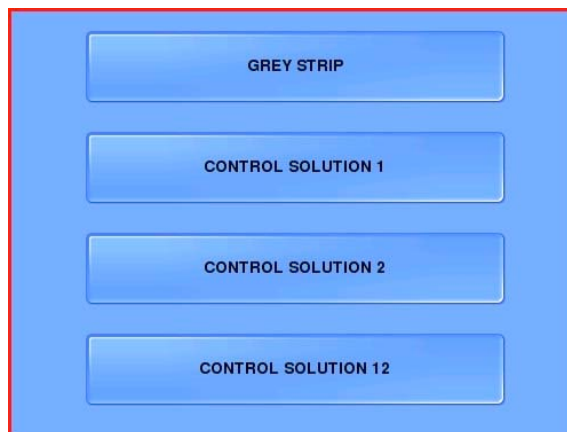 GREY STRIP
CONTROL SOLUTION 1
CONTROL SOLUTION 2
CONTROL SOLUTION 12